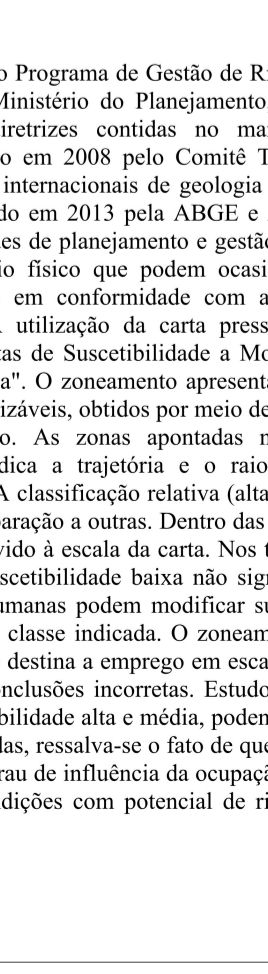 o Programa de Gestão de Ri
Ministério do Planejamento,
iretrizes contidas no ma
o em 2008 pelo Comitê T
internacionais de geologia
do em 2013 pela ABGE e
es de planejamento e gestã
io físico que podem ocasi
em conformidade com a
utilização da carta press
tas de Suscetibilidade a Mo
a". O zoneamento apresenta
izáveis, obtidos por meio de
o. As zonas apontadas n
dica a trajetória e o raio
A classificação relativa (alta
paração a outras. Dentro das
vido à escala da carta. Nos t
scetibilidade baixa não sig
umanas podem modificar su
classe indicada. O zoneam
destina a emprego em esca
onclusões incorretas. Estudo
bilidade alta e média, poden
das, ressalva-se o fato de que
rau de influência da ocupaçã
dições com potencial de ri